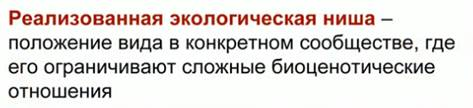 Реализованная экологическая ниша –
положение вида в конкретном сообществе, где
его ограничивают сложные биоценотические
отношения